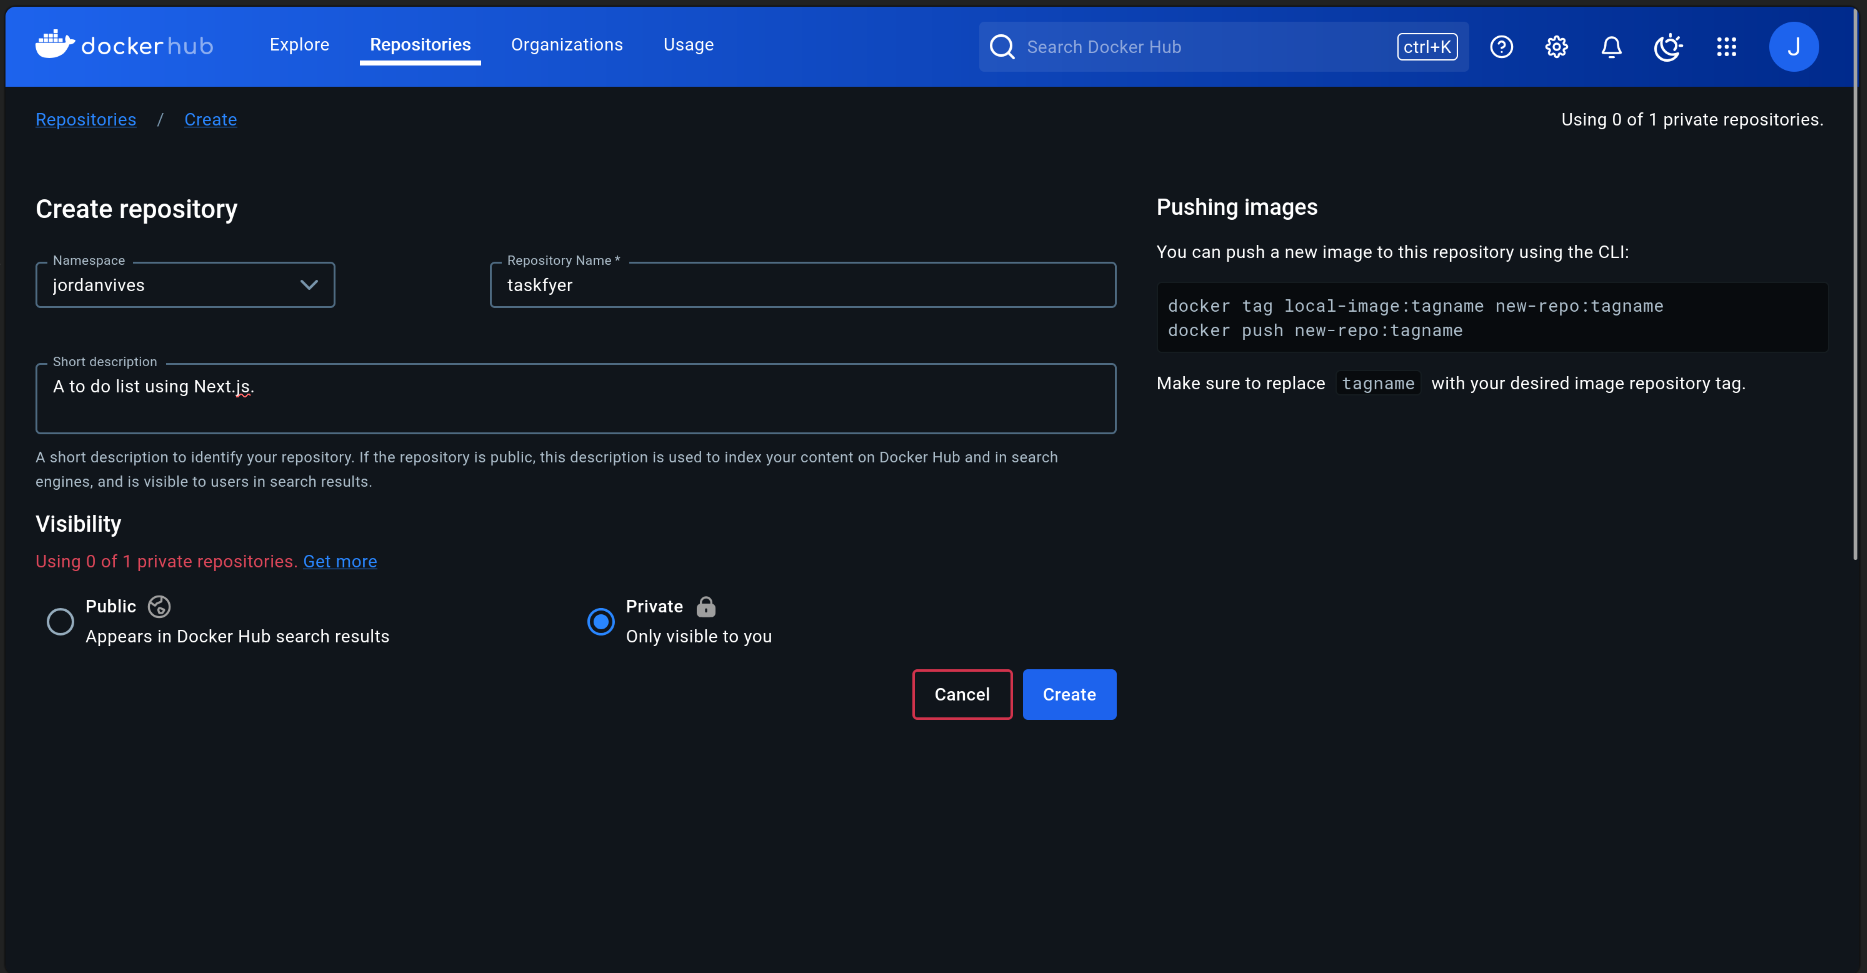 dockerhub
Explore
Repositories
Organizations
Usage
Search Docker Hub
ctrl+K
J
Repositories / Create
Using 0 of 1 private repositories.
Create repository
Namespace
jordanvives
Repository Name *
taskfyer
Short description
A to do list using Next.js.
A short description to identify your repository. If the repository is public, this description is used to index your content on Docker Hub and in search
engines, and is visible to users in search results.
Visibility
Using 0 of 1 private repositories. Get more
Public
Appears in Docker Hub search results
Private
Only visible to you
Cancel
Create
Pushing images
You can push a new image to this repository using the CLI:
docker tag local-image:tagname new-repo:tagname
docker push new-repo:tagname
Make sure to replace tagname with your desired image repository tag.